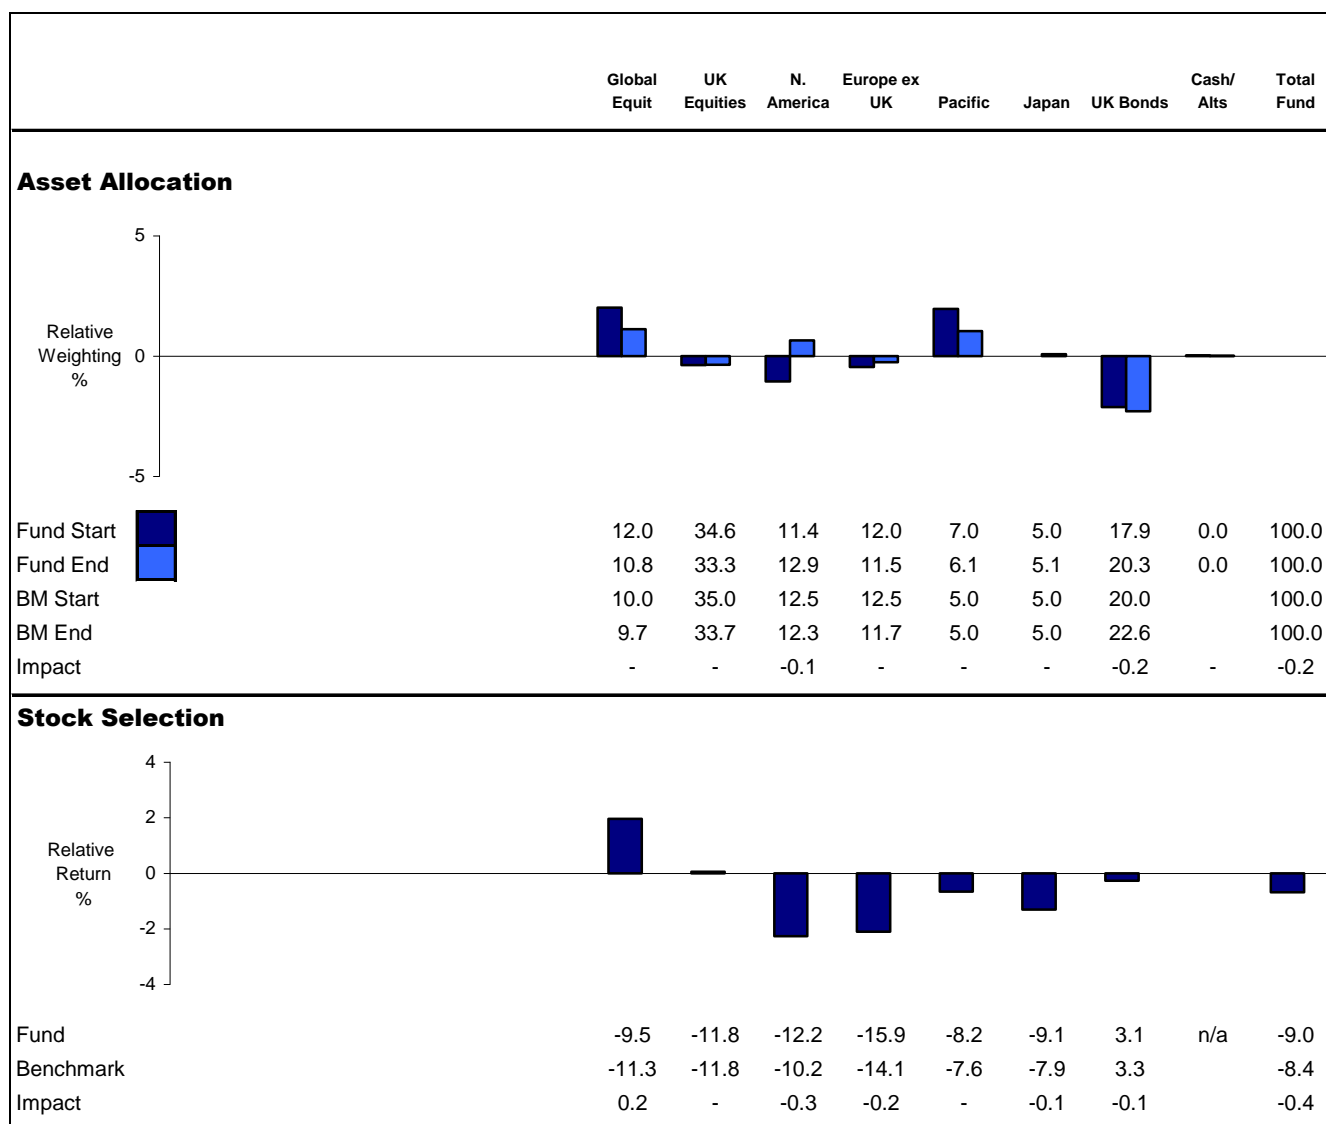 Global UK N. Europe ex Cash/ Total
Equit Equities America UK Pacific Japan UK Bonds Alts Fund
Asset Allocation
5
Relative
Weighting 0
%
-5
Fund Start 12.0 34.6 11.4 12.0 7.0 5.0 17.9 0.0 100.0
Fund End 10.8 33.3 12.9 11.5 6.1 5.1 20.3 0.0 100.0
BM Start 10.0 35.0 12.5 12.5 5.0 5.0 20.0 100.0
BM End 9.7 33.7 12.3 11.7 5.0 5.0 22.6 100.0
Impact - - -0.1 - - - -0.2 - -0.2
Stock Selection
4
2
Relative
Return 0
%
-2
-4
Fund -9.5 -11.8 -12.2 -15.9 -8.2 -9.1 3.1 n/a -9.0
Benchmark -11.3 -11.8 -10.2 -14.1 -7.6 -7.9 3.3 -8.4
Impact 0.2 - -0.3 -0.2 - -0.1 -0.1 -0.4